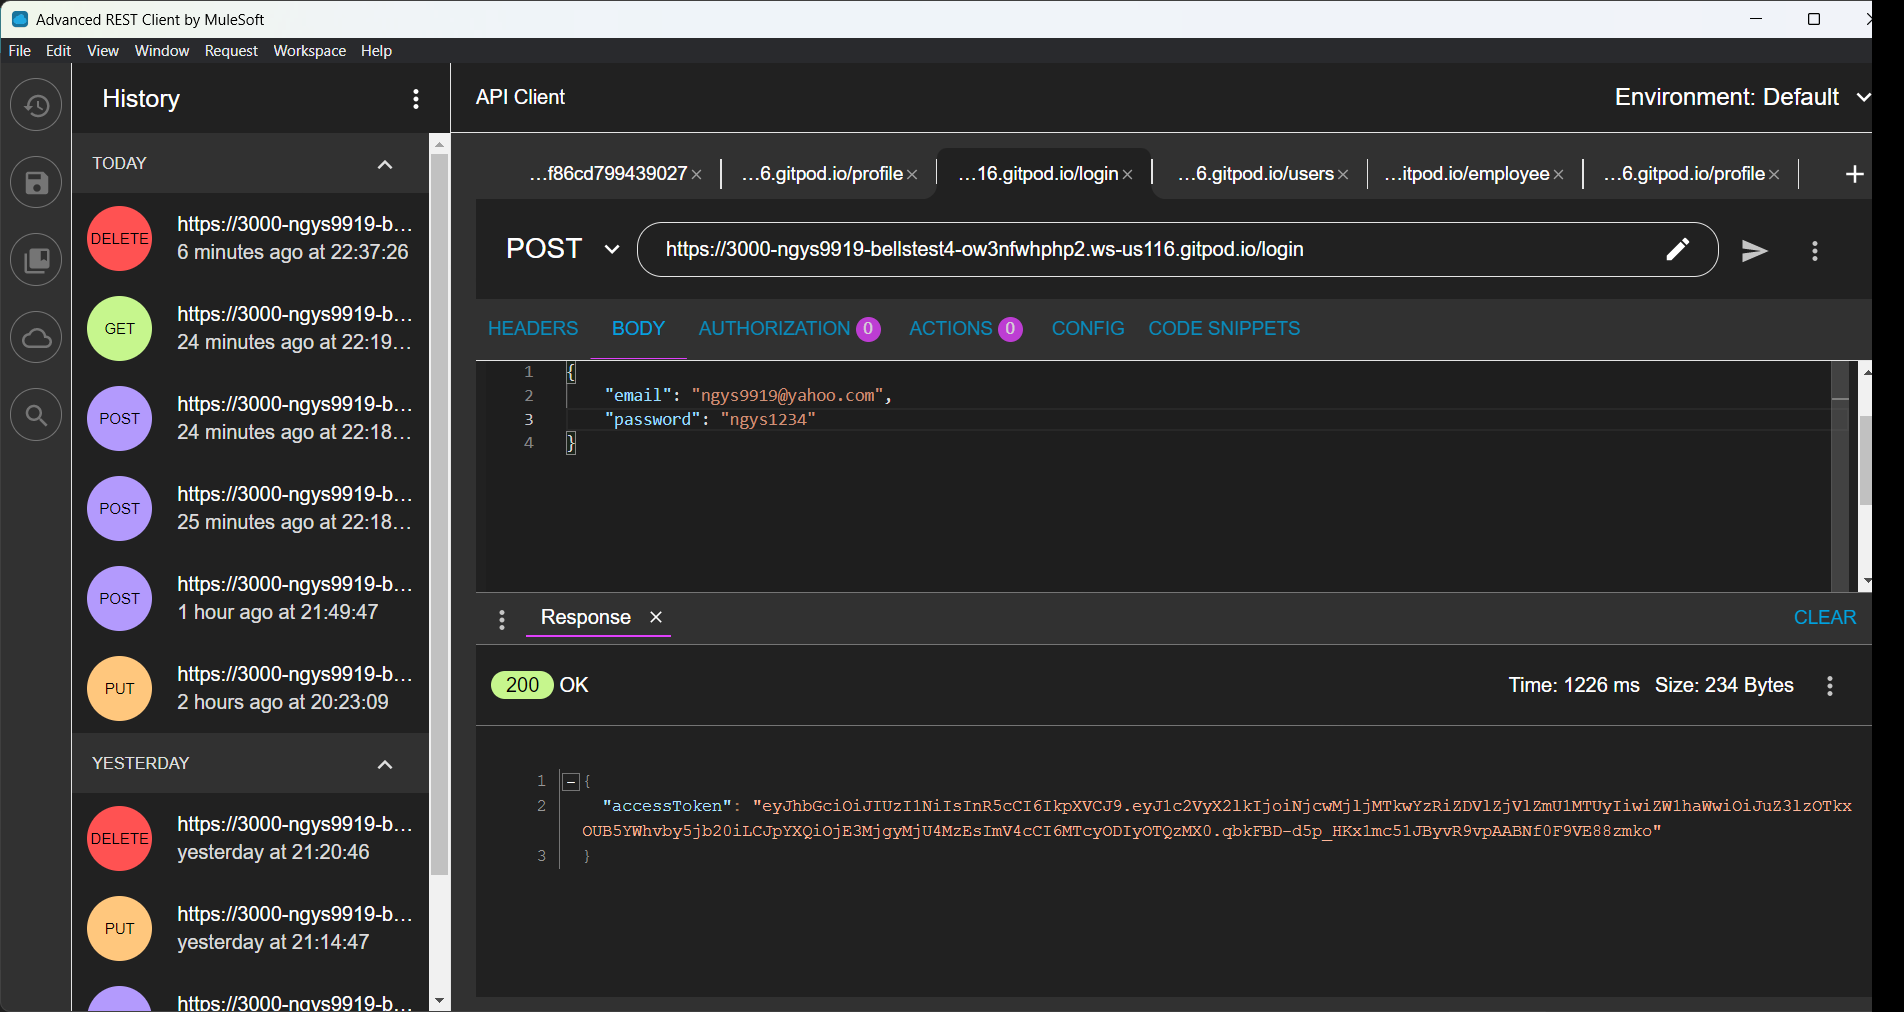 Advanced REST Client by MuleSoft
File Edit View Window Request Workspace Help
History
API Client
Environment: Default
TODAY
DELETE
https://3000-ngys9919-b...
6 minutes ago at 22:37:26
GET
https://3000-ngys9919-b...
24 minutes ago at 22:19...
POST
https://3000-ngys9919-b...
24 minutes ago at 22:18...
POST
https://3000-ngys9919-b...
25 minutes ago at 22:18...
POST
https://3000-ngys9919-b...
1 hour ago at 21:49:47
PUT
https://3000-ngys9919-b...
2 hours ago at 20:23:09
YESTERDAY
DELETE
https://3000-ngys9919-b...
yesterday at 21:20:46
PUT
https://3000-ngys9919-b...
yesterday at 21:14:47
https://3000-ngys9919-b...
...f86cd799439027 ...6.gitpod.io/profile ...16.gitpod.io/login ...6.gitpod.io/users ...itpod.io/employee ...6.gitpod.io/profile
POST https://3000-ngys9919-bellstest4-ow3nfwhphp2.ws-us116.gitpod.io/login
HEADERS BODY AUTHORIZATION 0 ACTIONS 0 CONFIG CODE SNIPPETS
1 {
2 "email": "ngys9919@yahoo.com",
3 "password": "ngys1234"
4 }
Response
CLEAR
200 OK
Time: 1226 ms Size: 234 Bytes
1 {
2 "accessToken": "eyJhbGciOiJIUzI1NiIsInR5cCI6IkpXVCJ9.eyJ1c2VyX2lkIjoiNjcwMjljMTkwYzRiZDVlZjVlZmU1MTUyIiwiZW1haWwiOiJuZ3lzOTkx
OUB5YWhvby5jb20iLCJpYXQiOjE3MjgyMjU4MzEsImV4cCI6MTcyODIyOTQzMX0.qbkFBD-d5p_HKx1mc51JByvR9vpAABNf0F9VE88zmko"
3 }